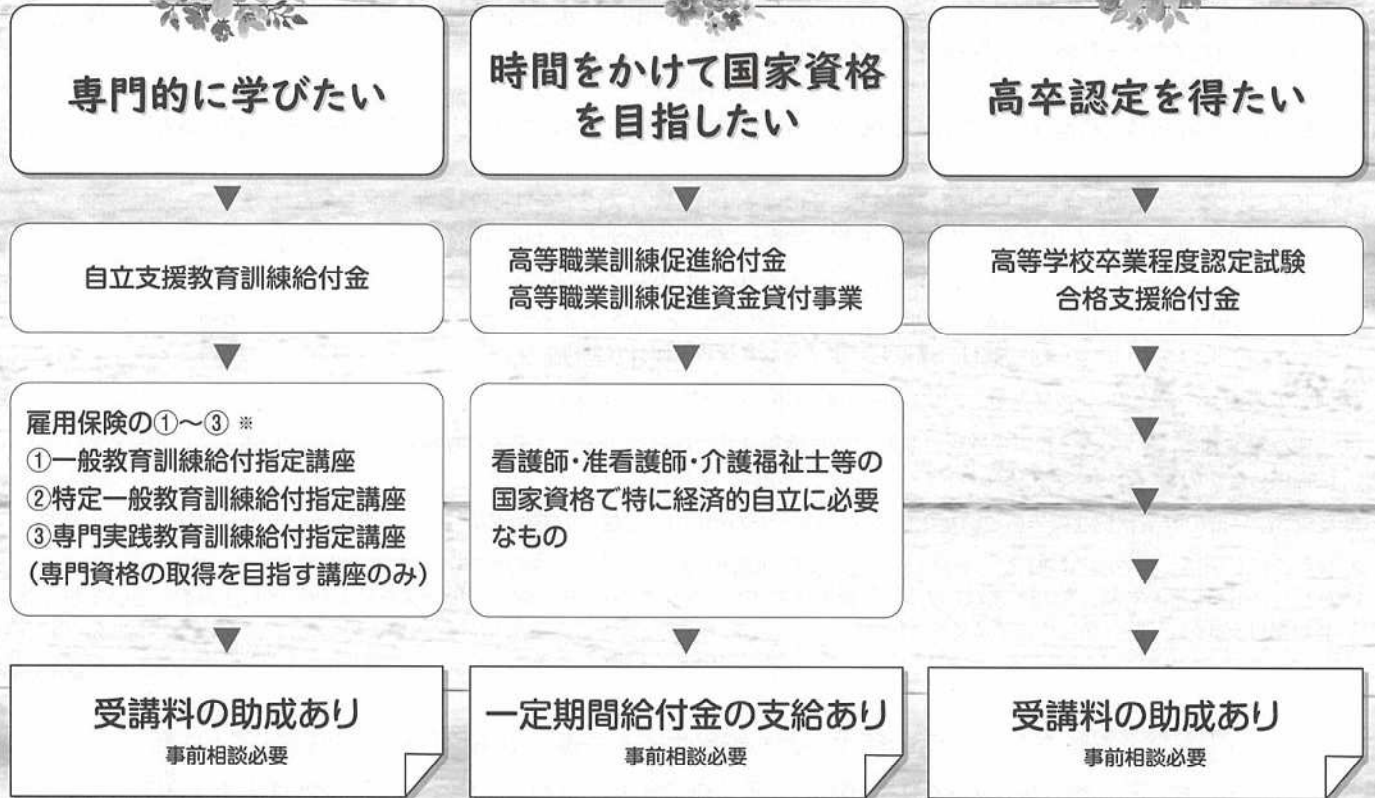 専門的に学びたい
自立支援教育訓練給付金
雇用保険の①～③ ※
①一般教育訓練給付指定講座
②特定一般教育訓練給付指定講座
③専門実践教育訓練給付指定講座
(専門資格の取得を目指す講座のみ)
受講料の助成あり
事前相談必要
時間をかけて国家資格
を目指したい
高等職業訓練促進給付金
高等職業訓練促進資金貸付事業
看護師・准看護師・介護福祉士等の
国家資格で特に経済的自立に必要
なもの
一定期間給付金の支給あり
事前相談必要
高卒認定を得たい
高等学校卒業程度認定試験
合格支援給付金
受講料の助成あり
事前相談必要